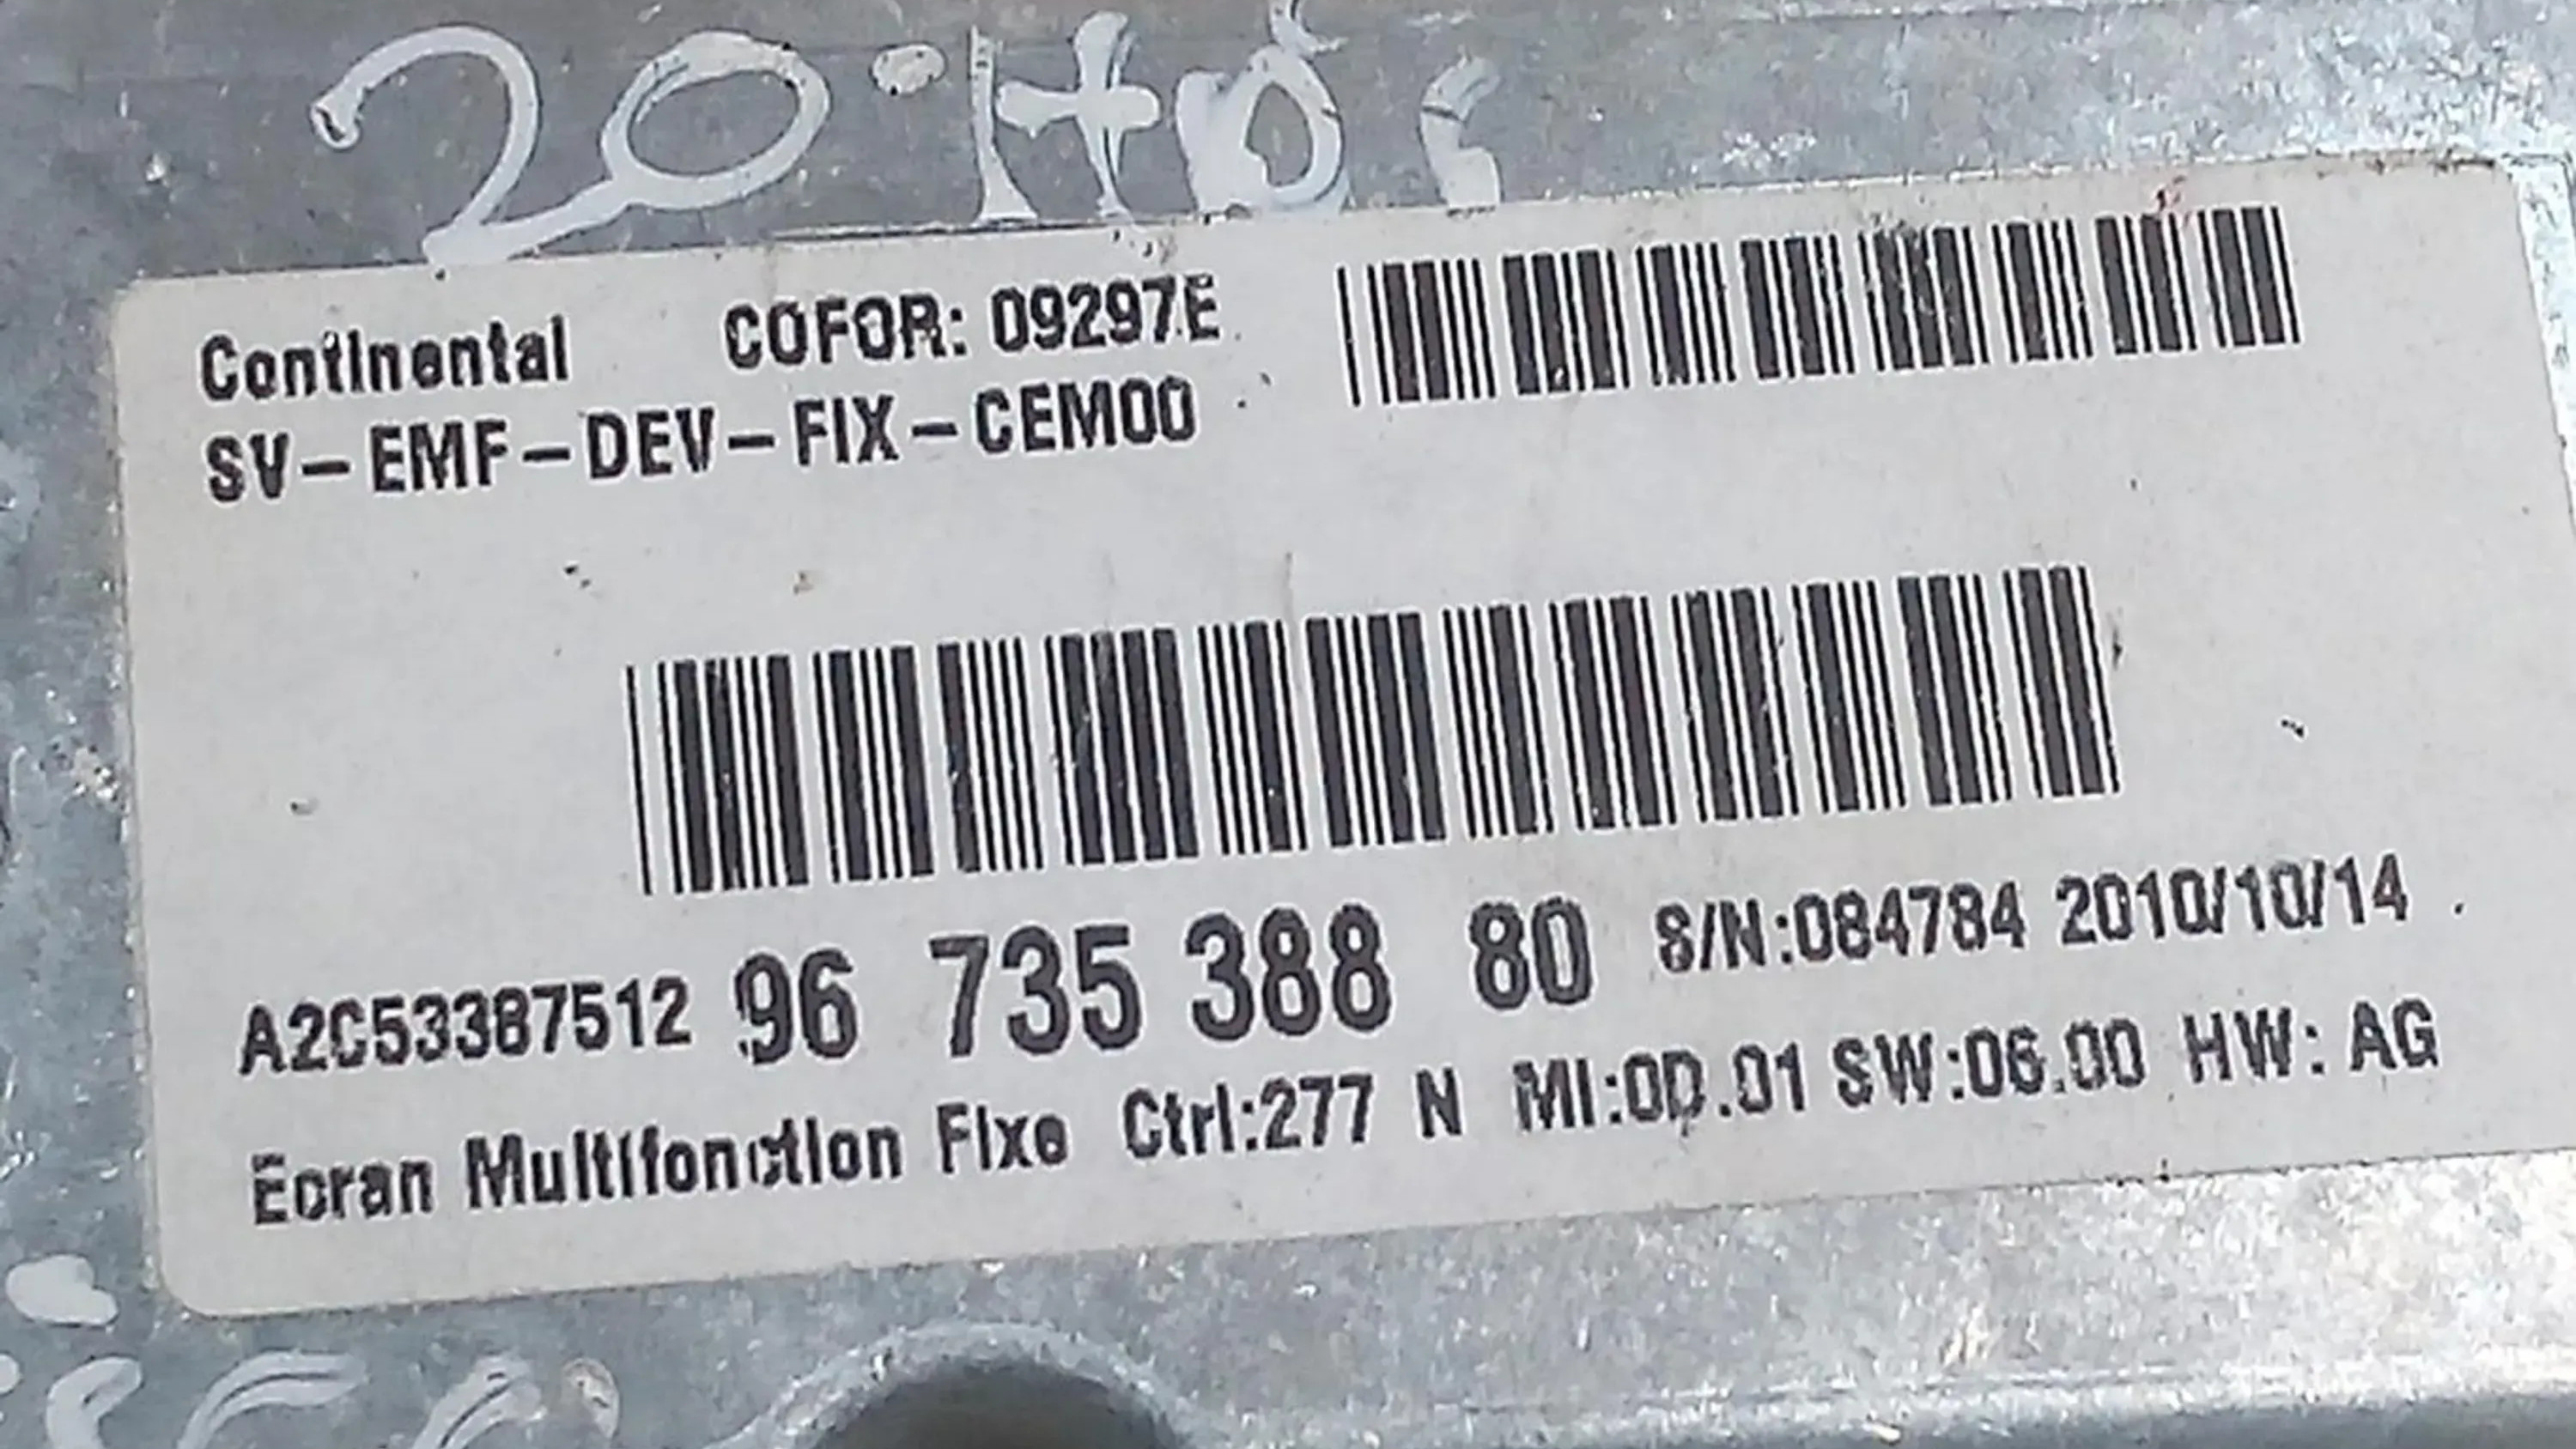 20
Continental COFOR: 09297E
SV-EMF-DEV-FIX-CEM00
A2C53387512 96 735 388 80 S/N:084784 2010/10/14
Ecran Multifonction Fixe Ctrl:277 N MI:0D.01 SW:06.00 HW: AG